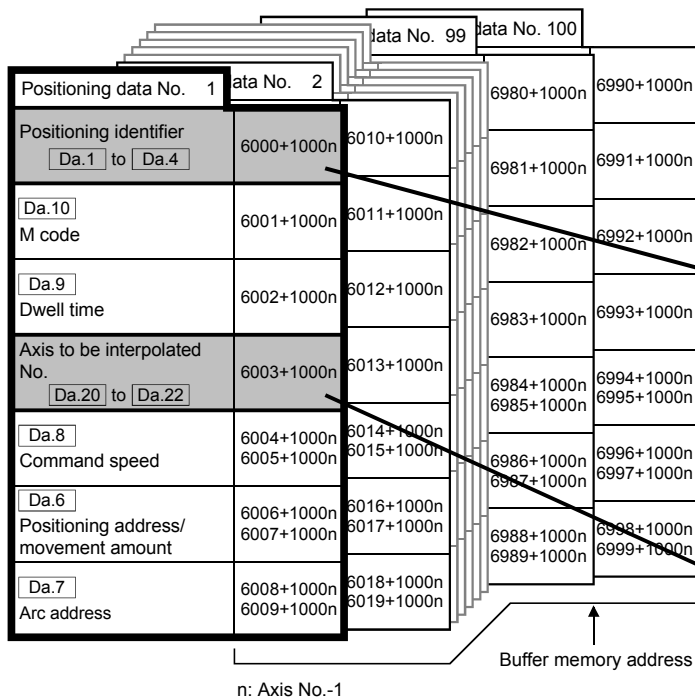 data No. 100
data No. 99
ata No. 2
Positioning data No. 1
Positioning identifier
Da.1 to Da.4
6000+1000n
6010+1000n
6980+1000n
6990+1000n
Da.10
M code
6001+1000n
6011+1000n
6981+1000n
6991+1000n
Da.9
Dwell time
6002+1000n
6012+1000n
6982+1000n
6992+1000n
Axis to be interpolated
No.
Da.20 to Da.22
6003+1000n
6013+1000n
6983+1000n
6993+1000n
Da.8
Command speed
6004+1000n
6005+1000n
6014+1000n
6015+1000n
6984+1000n
6985+1000n
6994+1000n
6995+1000n
Da.6
Positioning address/
movement amount
6006+1000n
6007+1000n
6016+1000n
6017+1000n
6986+1000n
6987+1000n
6996+1000n
6997+1000n
Da.7
Arc address
6008+1000n
6009+1000n
6018+1000n
6019+1000n
6988+1000n
6989+1000n
6998+1000n
6999+1000n
Buffer memory address
n: Axis No.-1